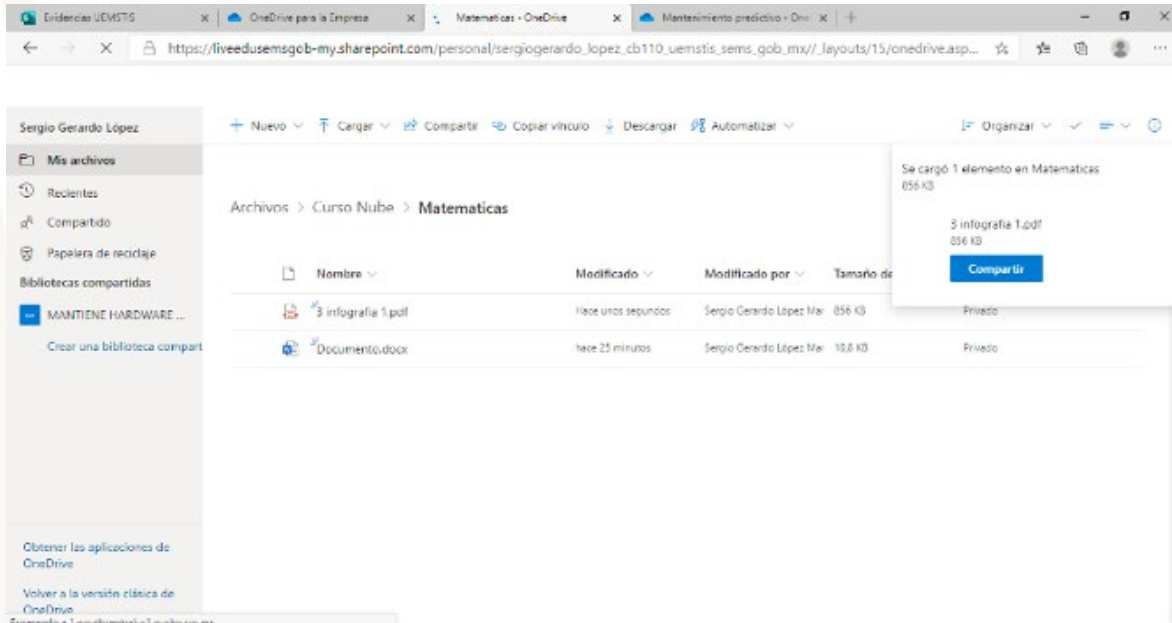 Evidencias UEMSTIS
OneDrive para la Empresa
Matematicas - OneDrive
Mantenimiento predictivo - One
https://liveedusemsgob-my.sharepoint.com/personal/sergiogerardo_lopez_cb110_uemstis_sems_gob_mx//_layouts/15/onedrive.asp...
Sergio Gerardo López
+ Nuevo Cargar Compartir Copiar vínculo Descargar Automatizar Organizar
Mis archivos
Recientes
Compartido
Papelera de reciclaje
Bibliotecas compartidas
MANTIENE HARDWARE ...
Crear una biblioteca compart
Archivos > Curso Nube > Matematicas
Nombre Modificado Modificado por Tamaño de
3 infografia 1.pdf Hace unos segundos Sergio Gerardo López Mar 856 KB Privado
Documento.docx hace 25 minutos Sergio Gerardo López Mar 10,8 KB Privado
Se cargó 1 elemento en Matematicas
856 KB
3 infografia 1.pdf
856 KB
Compartir
Obtener las aplicaciones de
OneDrive
Volver a la versión clásica de
OneDrive